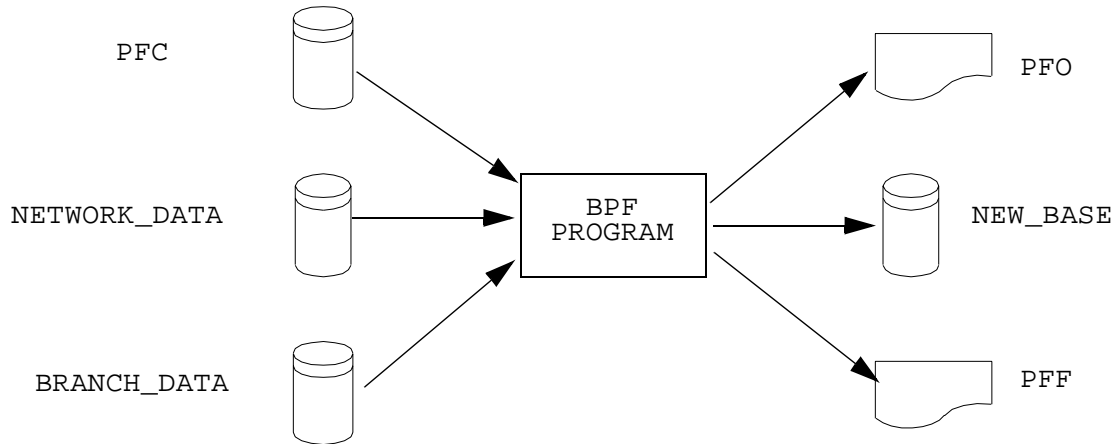 PFC
PFO
NETWORK_DATA
BPF
PROGRAM
NEW_BASE
BRANCH_DATA
PFF